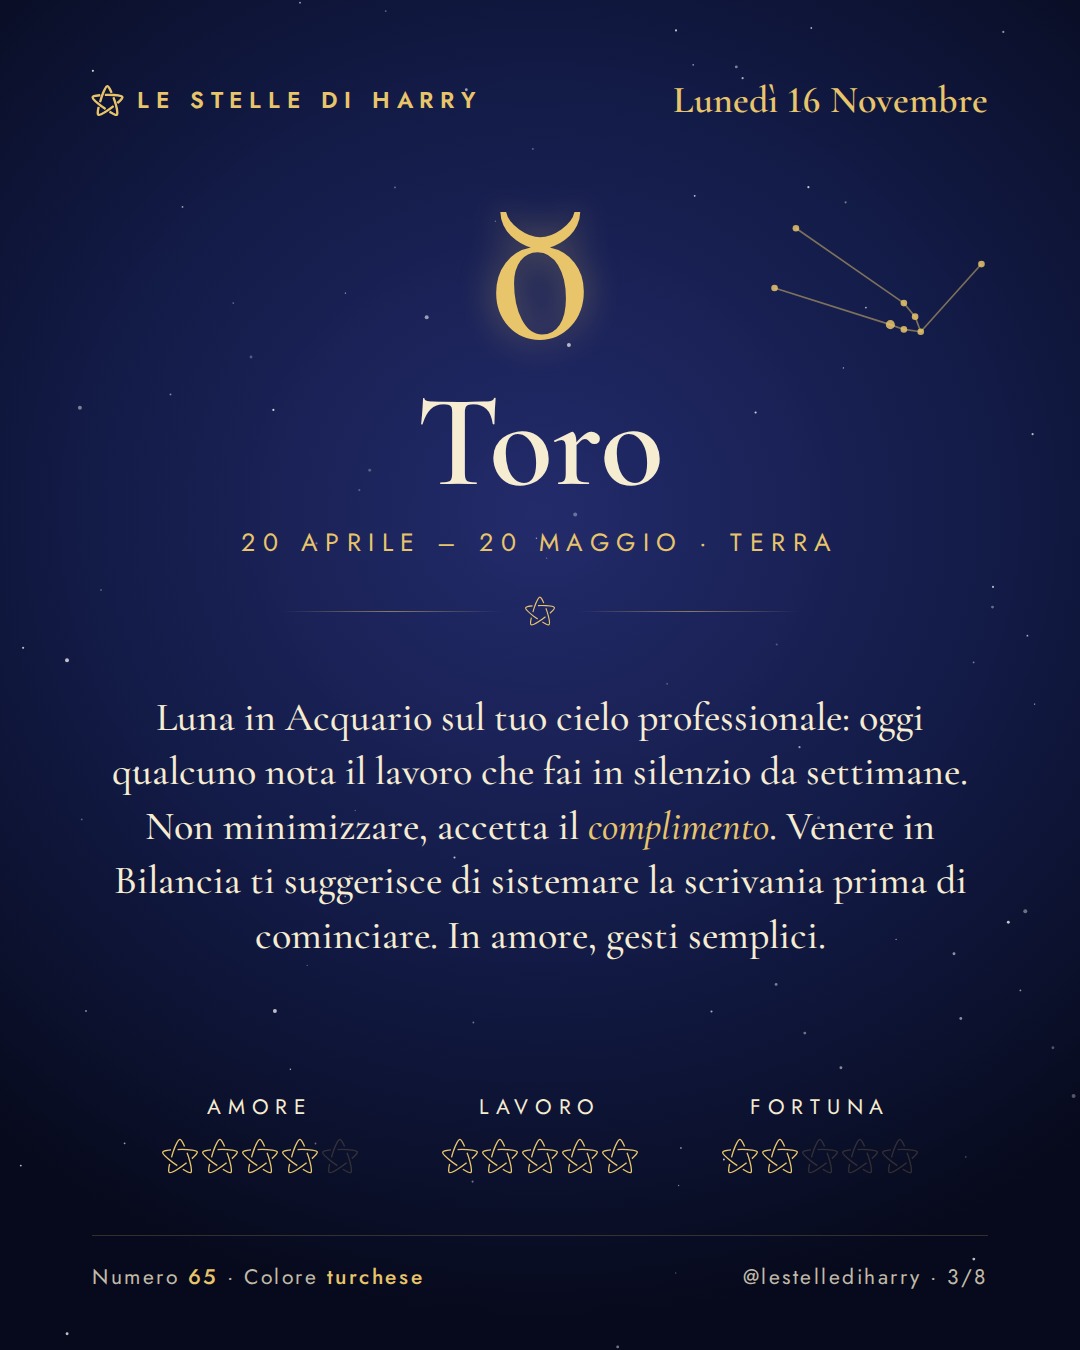 LE STELLE DI HARRY
Lunedì 16 Novembre
♉
Toro
20 APRILE – 20 MAGGIO · TERRA
Luna in Acquario sul tuo cielo professionale: oggi
qualcuno nota il lavoro che fai in silenzio da settimane.
Non minimizzare, accetta il complimento. Venere in
Bilancia ti suggerisce di sistemare la scrivania prima di
cominciare. In amore, gesti semplici.
AMORE
LAVORO
FORTUNA
Numero 65 · Colore turchese
@lestellediharry · 3/8